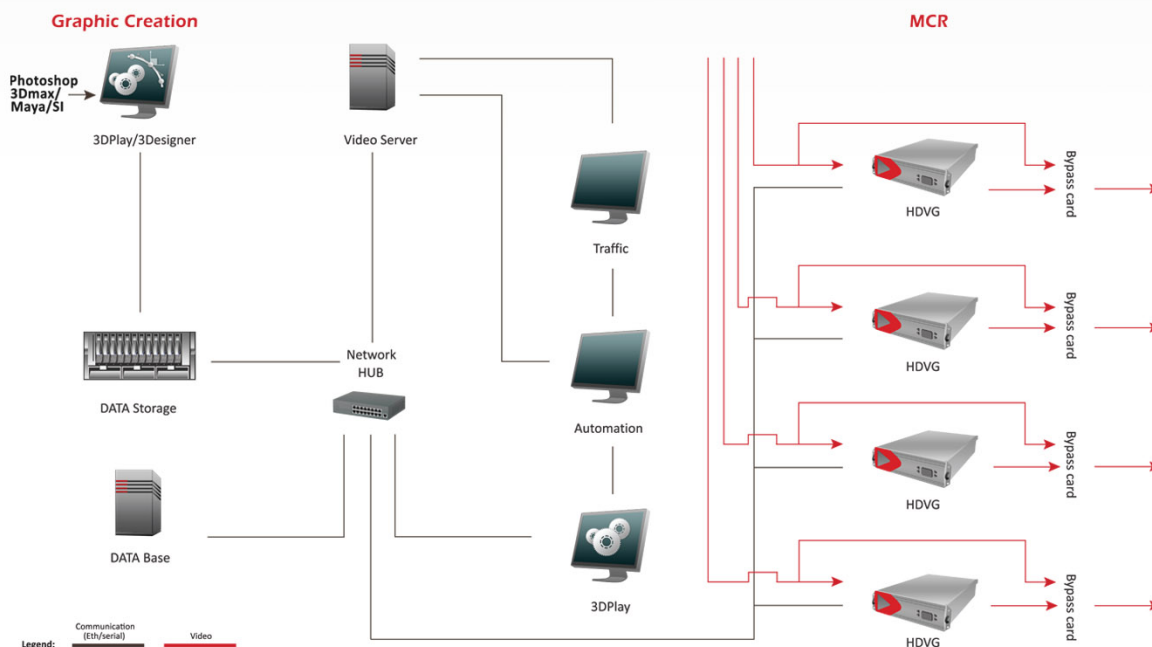 Graphic Creation
MCR
Photoshop
3Dmax/
Maya/SI
3DPlay/3Designer
Video Server
Traffic
Network
HUB
DATA Storage
Automation
DATA Base
3DPlay
HDVG
Bypass card
HDVG
Bypass card
HDVG
Bypass card
HDVG
Bypass card
Legend:
Communication
(Eth/serial)
Video